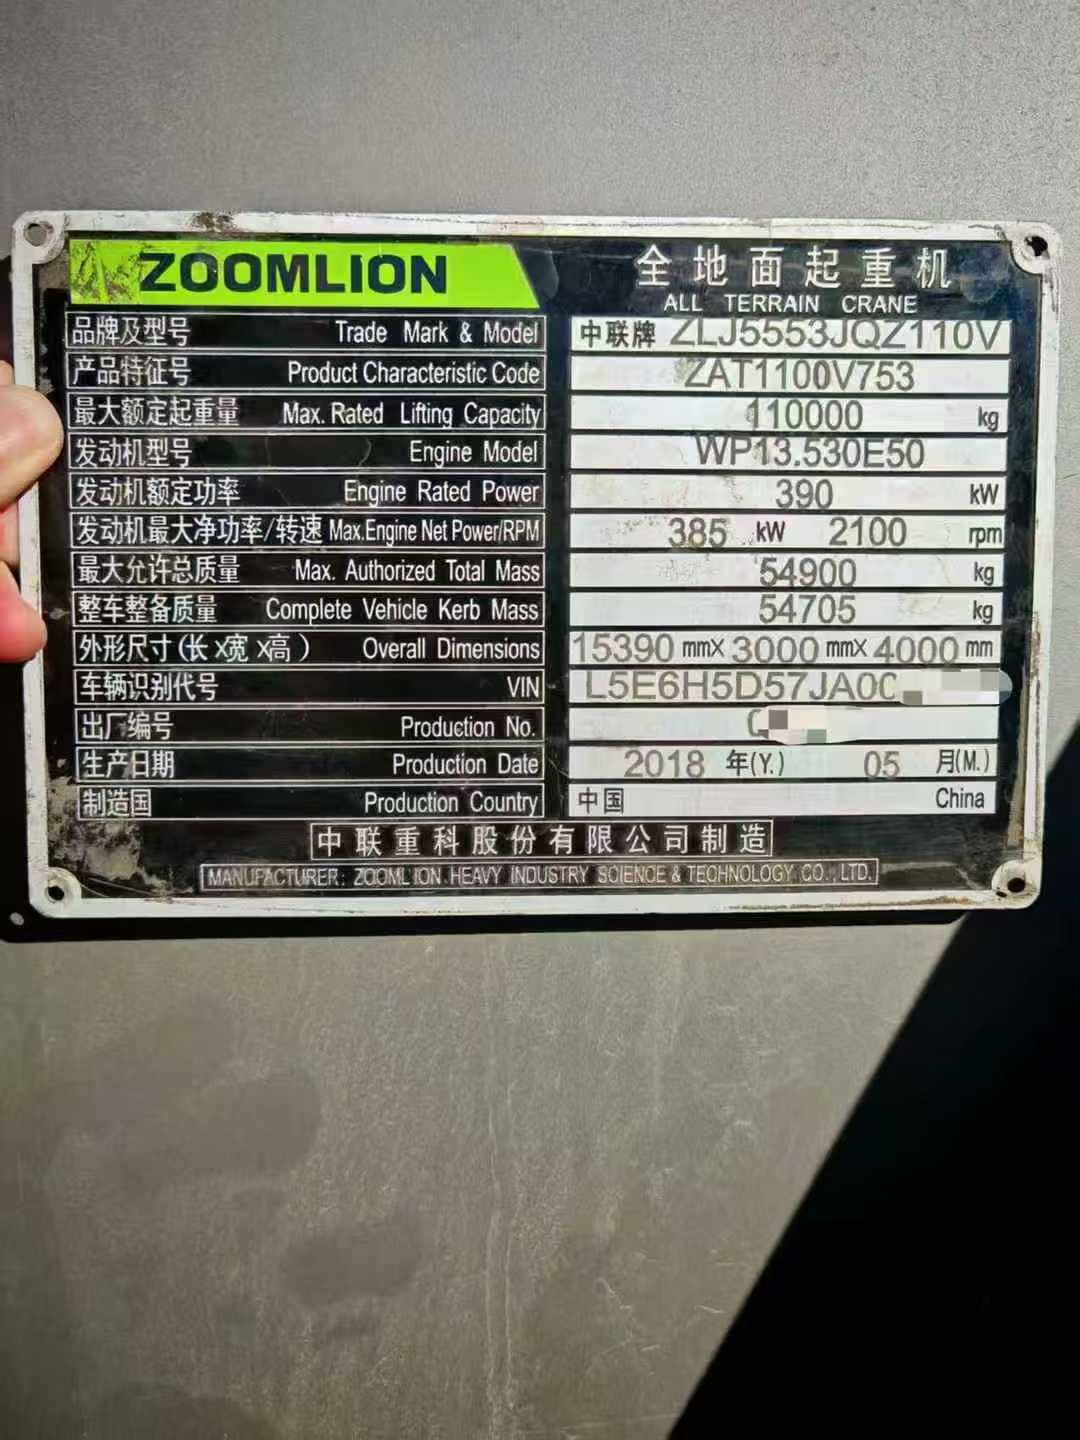 ZOOMLION 全地面起重机
ALL TERRAIN CRANE
品牌及型号 Trade Mark & Model 中联牌 ZLJ5553JQZ110V
产品特征号 Product Characteristic Code ZAT1100V753
最大额定起重量 Max. Rated Lifting Capacity 110000 kg
发动机型号 Engine Model WP13.530E50
发动机额定功率 Engine Rated Power 390 kW
发动机最大净功率/转速 Max.Engine Net Power/RPM 385 kW 2100 rpm
最大允许总质量 Max. Authorized Total Mass 54900 kg
整车整备质量 Complete Vehicle Kerb Mass 54705 kg
外形尺寸(长X宽X高) Overall Dimensions 15390 mmX 3000 mmX 4000 mm
车辆识别代号 VIN L5E6H5D57JA00
出厂编号 Production No.
生产日期 Production Date 2018 年(Y.) 05 月(M.)
制造国 Production Country 中国 China
中联重科股份有限公司制造
MANUFACTURER: ZOOMLION HEAVY INDUSTRY SCIENCE & TECHNOLOGY CO., LTD.